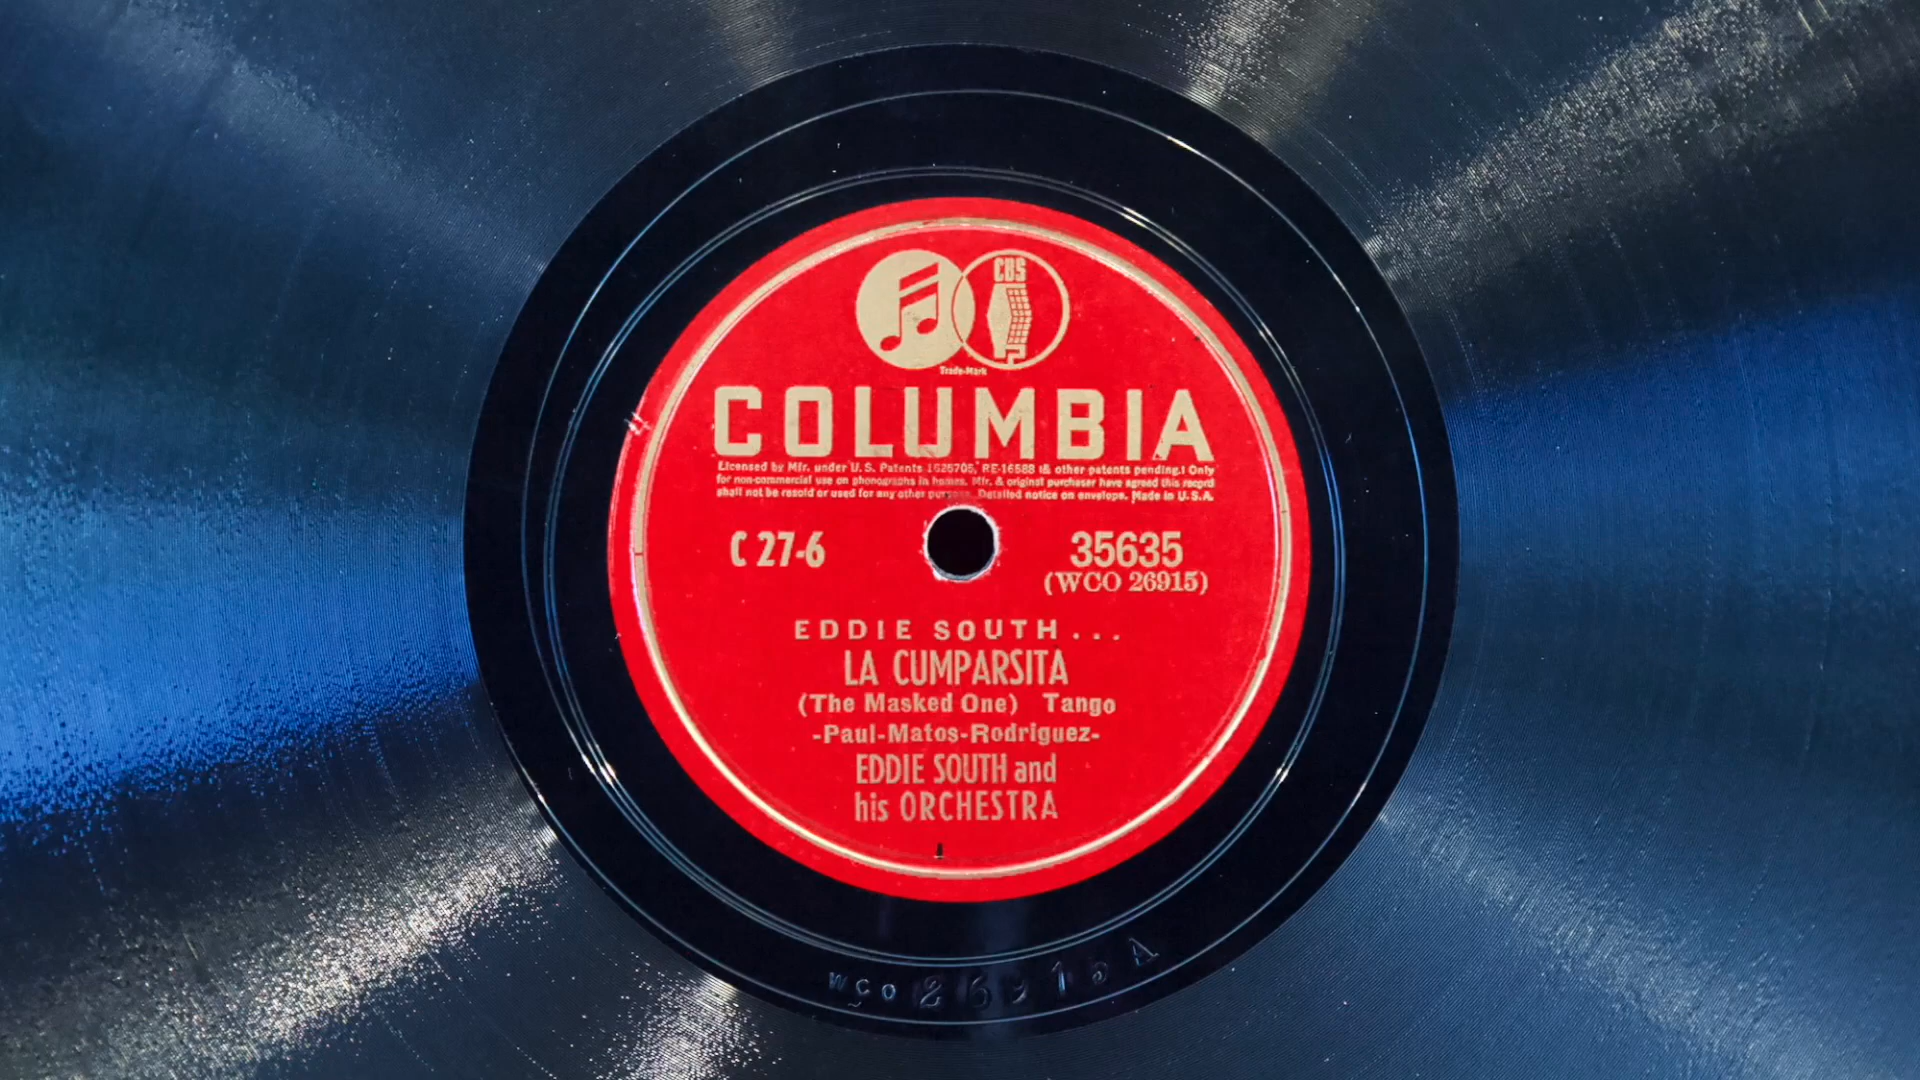 CBS
Trade-Mark
COLUMBIA
Licensed by Mfr. under U.S. Patents 1625705, RE-16588 (& other patents pending.) Only
for non-commercial use on phonographs in homes. Mfr. & original purchaser have agreed this record
shall not be resold or used for any other purpose. Detailed notice on envelope. Made in U.S.A.
C 27-6
35635
(WCO 26915)
EDDIE SOUTH...
LA CUMPARSITA
(The Masked One) Tango
-Paul-Matos-Rodriguez-
EDDIE SOUTH and
his ORCHESTRA
WCO 26915 A